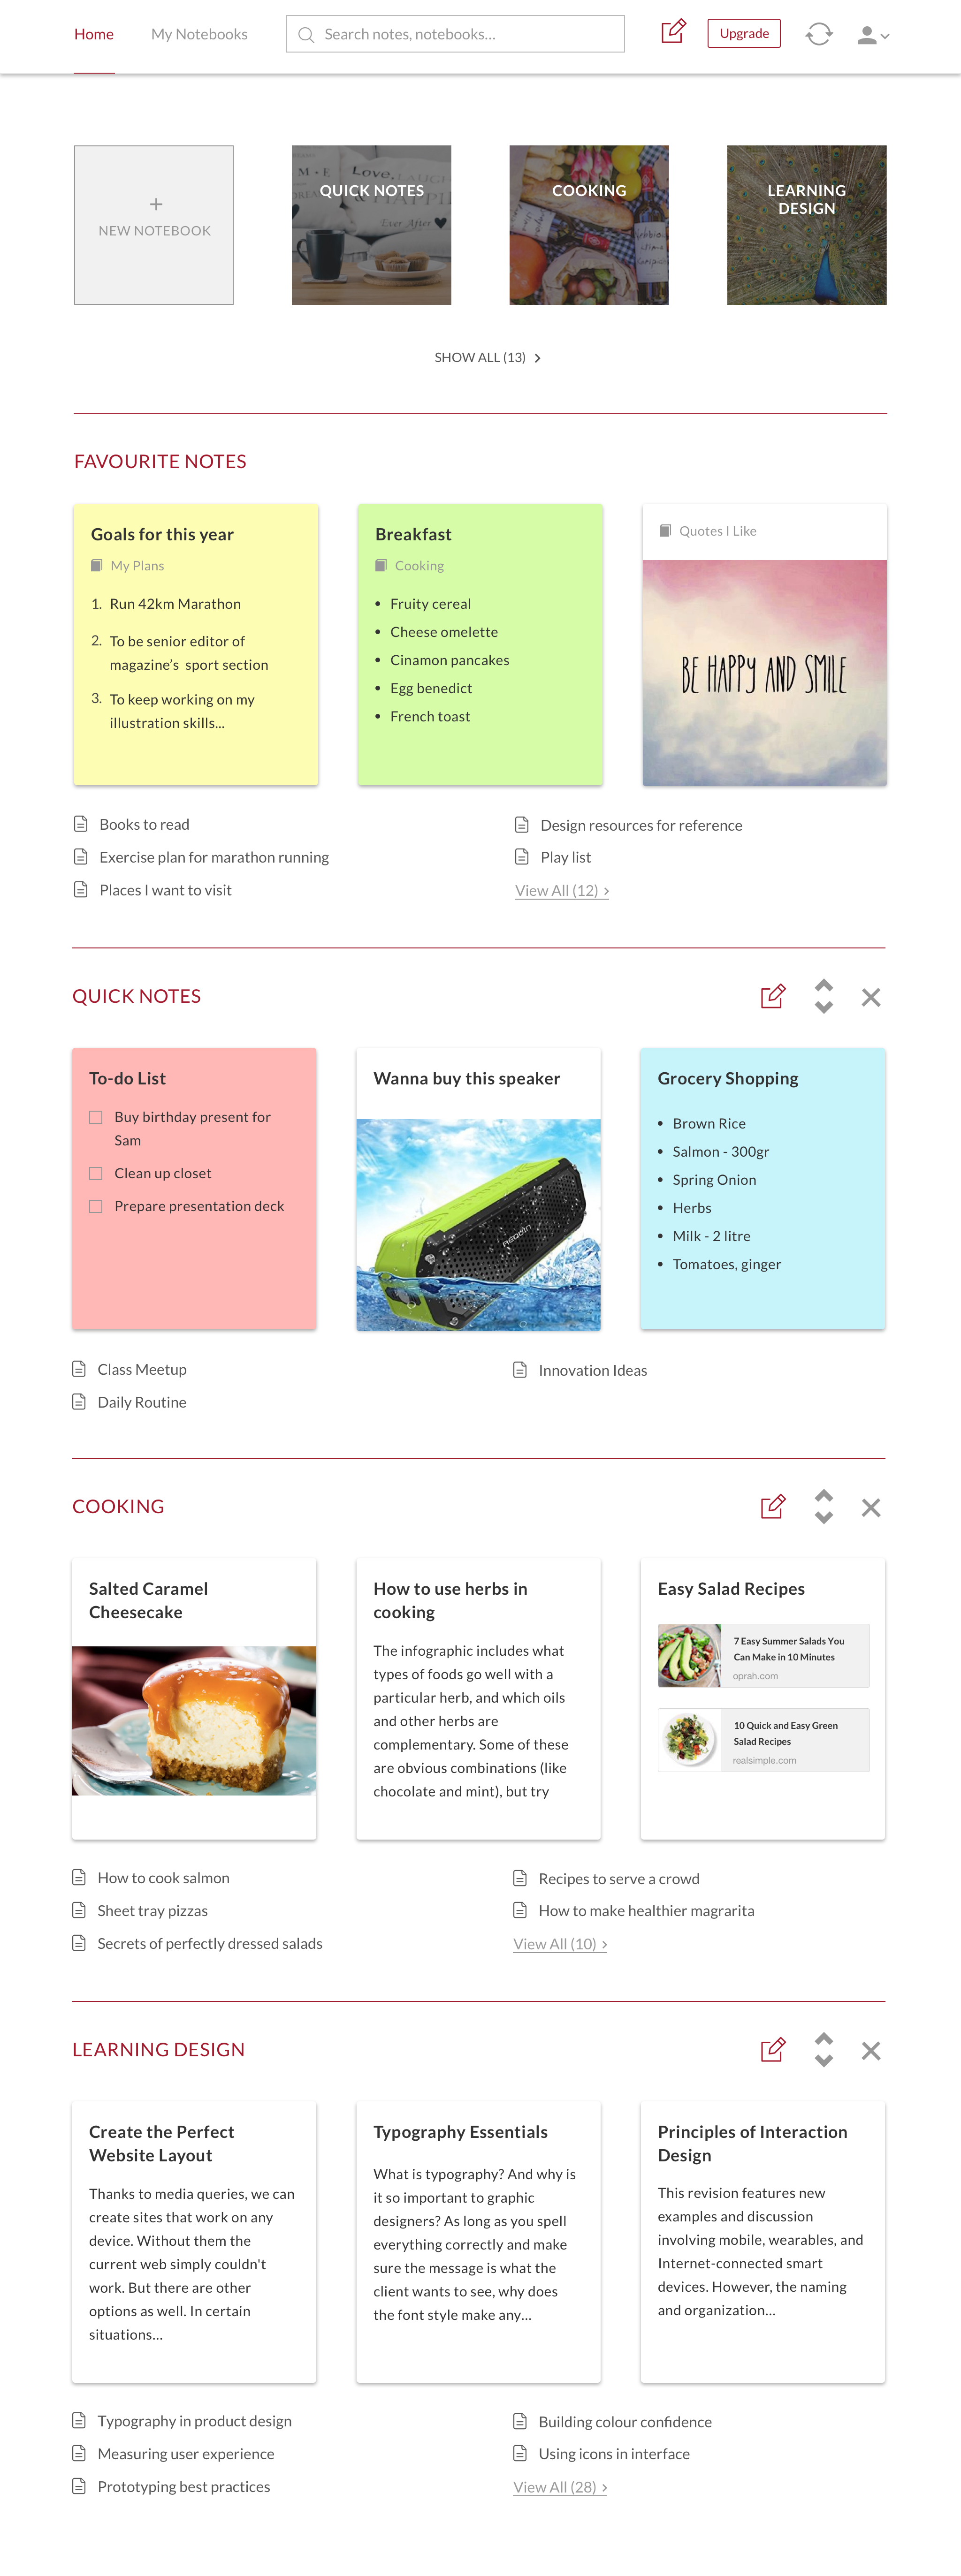 Home
My Notebooks
Search notes, notebooks...
Upgrade
+
NEW NOTEBOOK
Love,
Ever After
QUICK NOTES
COOKING
LEARNING
DESIGN
SHOW ALL (13) >
FAVOURITE NOTES
Goals for this year
My Plans
1. Run 42km Marathon
2. To be senior editor of
magazine's sport section
3. To keep working on my
illustration skills...
Breakfast
Cooking
• Fruity cereal
• Cheese omelette
• Cinamon pancakes
• Egg benedict
• French toast
Quotes I Like
BE HAPPY AND SMILE
Books to read
Exercise plan for marathon running
Places I want to visit
Design resources for reference
Play list
View All (12) >
QUICK NOTES
To-do List
Buy birthday present for
Sam
Clean up closet
Prepare presentation deck
Wanna buy this speaker
Grocery Shopping
• Brown Rice
• Salmon - 300gr
• Spring Onion
• Herbs
• Milk - 2 litre
• Tomatoes, ginger
Class Meetup
Daily Routine
Innovation Ideas
COOKING
Salted Caramel
Cheesecake
How to use herbs in
cooking
The infographic includes what
types of foods go well with a
particular herb, and which oils
and other herbs are
complementary. Some of these
are obvious combinations (like
chocolate and mint), but try
Easy Salad Recipes
7 Easy Summer Salads You
Can Make in 10 Minutes
oprah.com
10 Quick and Easy Green
Salad Recipes
realsimple.com
How to cook salmon
Sheet tray pizzas
Secrets of perfectly dressed salads
Recipes to serve a crowd
How to make healthier magrarita
View All (10) >
LEARNING DESIGN
Create the Perfect
Website Layout
Thanks to media queries, we can
create sites that work on any
device. Without them the
current web simply couldn't
work. But there are other
options as well. In certain
situations...
Typography Essentials
What is typography? And why is
it so important to graphic
designers? As long as you spell
everything correctly and make
sure the message is what the
client wants to see, why does
the font style make any...
Principles of Interaction
Design
This revision features new
examples and discussion
involving mobile, wearables, and
Internet-connected smart
devices. However, the naming
and organization...
Typography in product design
Measuring user experience
Prototyping best practices
Building colour confidence
Using icons in interface
View All (28) >